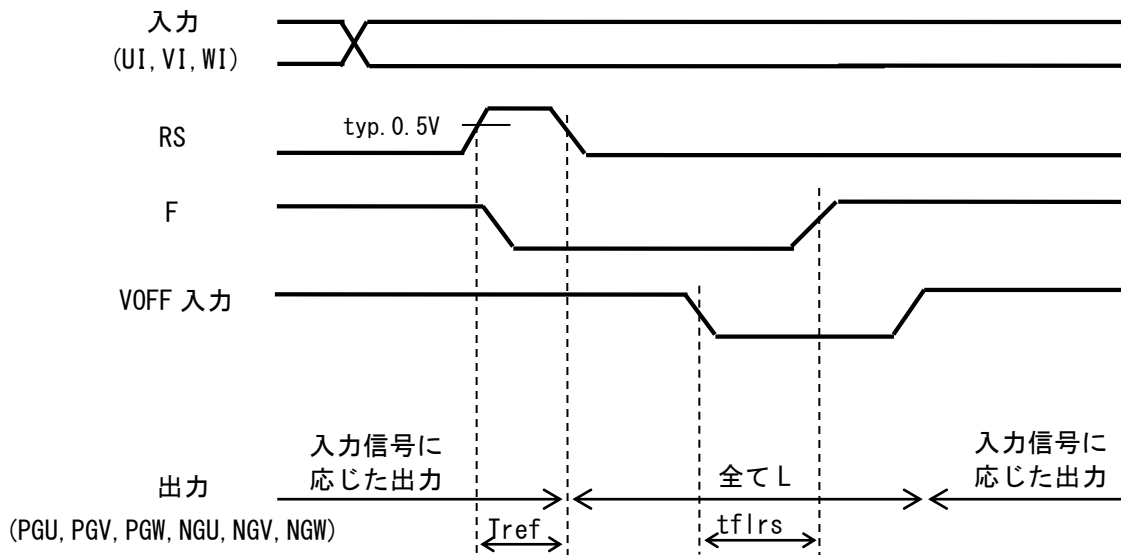 入力
(UI,VI,WI)
RS
typ.0.5V
F
VOFF 入力
入力信号に
応じた出力
全てL
入力信号に
応じた出力
出力
(PGU,PGV,PGW,NGU,NGV,NGW)
Tref
tflrs